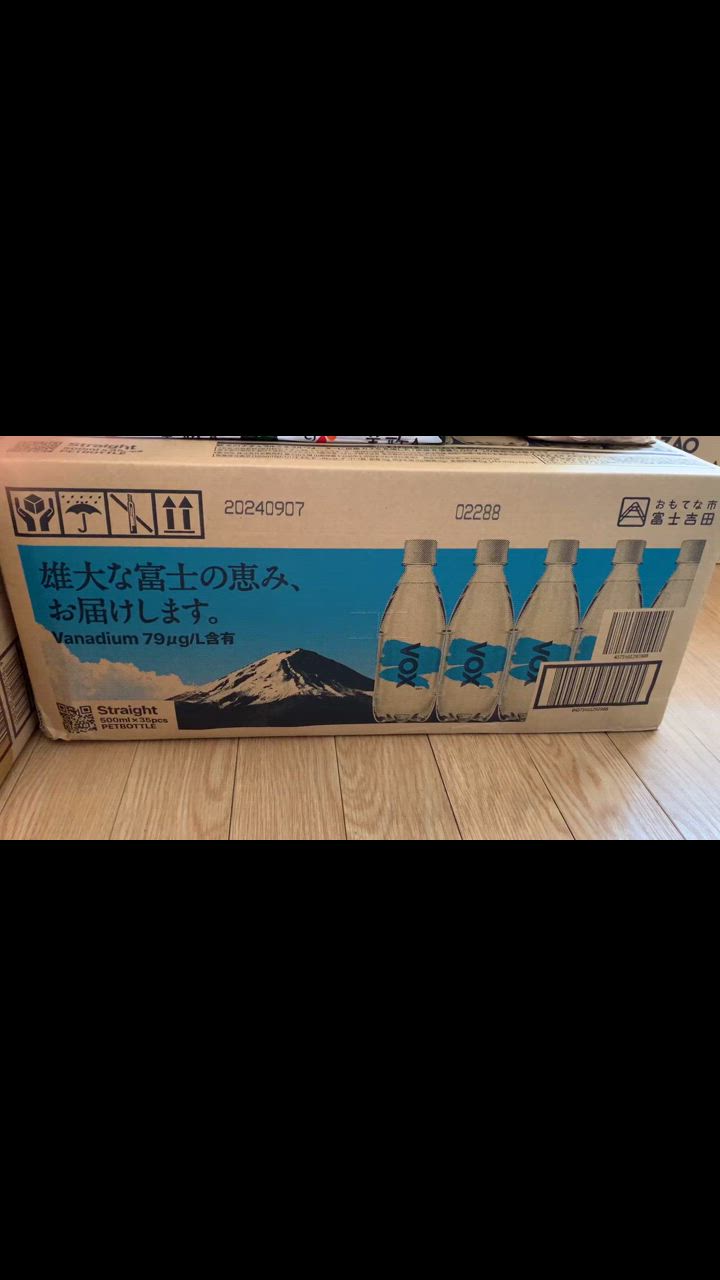 Straight
20240907
02288
おもてな市
富士吉田
雄大な富士の恵み、
お届けします。
Vanadium 79μg/L含有
VOX
VOX
VOX
Straight
500ml×35pcs
PETBOTTLE